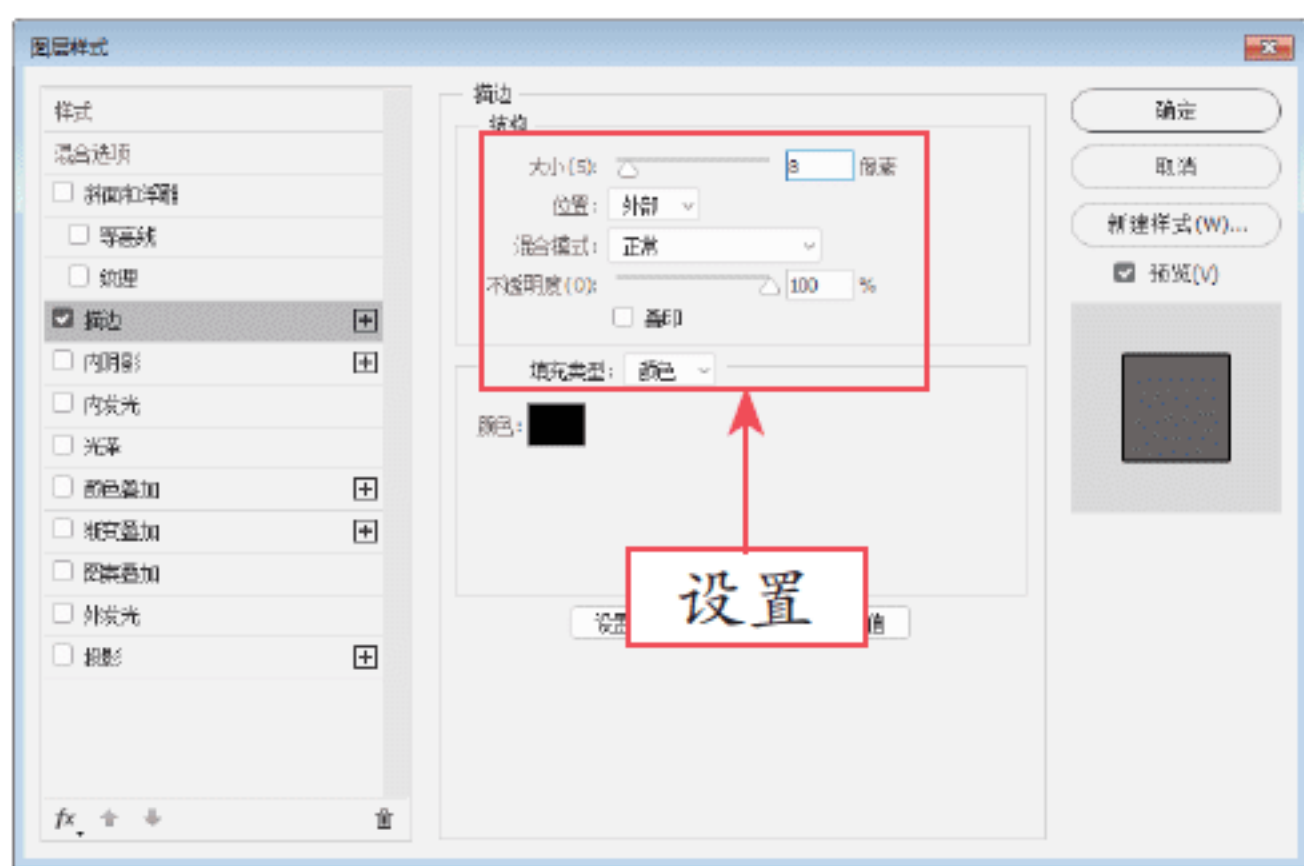 图层样式
样式
混合选项
斜面和浮雕
等高线
纹理
描边
内阴影
内发光
光泽
颜色叠加
渐变叠加
图案叠加
外发光
投影
fx
描边
结构
大小(S): 像素
位置: 外部
混合模式: 正常
不透明度(O): 100 %
叠印
填充类型: 颜色
颜色:
设置
设置 值
确定
取消
新建样式(W)...
预览(V)